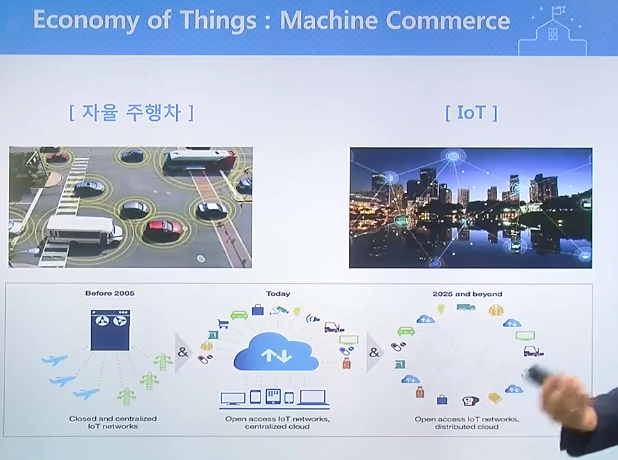 Economy of Things : Machine Commerce
[ 자율 주행차 ]
[ IoT ]
Before 2005
Today
2025 and beyond
&
&
Closed and centralized
IoT networks
Open access IoT networks,
centralized cloud
Open access IoT networks,
distributed cloud